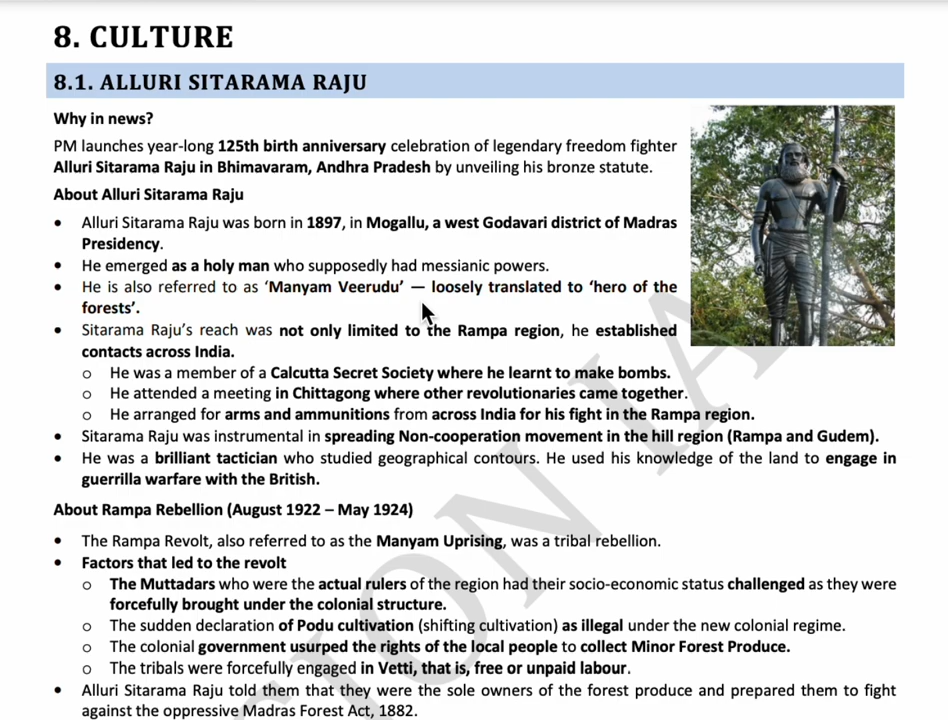 8. CULTURE
8.1. ALLURI SITARAMA RAJU
Why in news?
PM launches year-long 125th birth anniversary celebration of legendary freedom fighter
Alluri Sitarama Raju in Bhimavaram, Andhra Pradesh by unveiling his bronze statute.
About Alluri Sitarama Raju
• Alluri Sitarama Raju was born in 1897, in Mogallu, a west Godavari district of Madras
Presidency.
• He emerged as a holy man who supposedly had messianic powers.
• He is also referred to as ‘Manyam Veerudu’ — loosely translated to ‘hero of the
forests’.
• Sitarama Raju’s reach was not only limited to the Rampa region, he established
contacts across India.
o He was a member of a Calcutta Secret Society where he learnt to make bombs.
o He attended a meeting in Chittagong where other revolutionaries came together.
o He arranged for arms and ammunitions from across India for his fight in the Rampa region.
• Sitarama Raju was instrumental in spreading Non-cooperation movement in the hill region (Rampa and Gudem).
• He was a brilliant tactician who studied geographical contours. He used his knowledge of the land to engage in
guerrilla warfare with the British.
About Rampa Rebellion (August 1922 – May 1924)
• The Rampa Revolt, also referred to as the Manyam Uprising, was a tribal rebellion.
• Factors that led to the revolt
o The Muttadars who were the actual rulers of the region had their socio-economic status challenged as they were
forcefully brought under the colonial structure.
o The sudden declaration of Podu cultivation (shifting cultivation) as illegal under the new colonial regime.
o The colonial government usurped the rights of the local people to collect Minor Forest Produce.
o The tribals were forcefully engaged in Vetti, that is, free or unpaid labour.
• Alluri Sitarama Raju told them that they were the sole owners of the forest produce and prepared them to fight
against the oppressive Madras Forest Act, 1882.